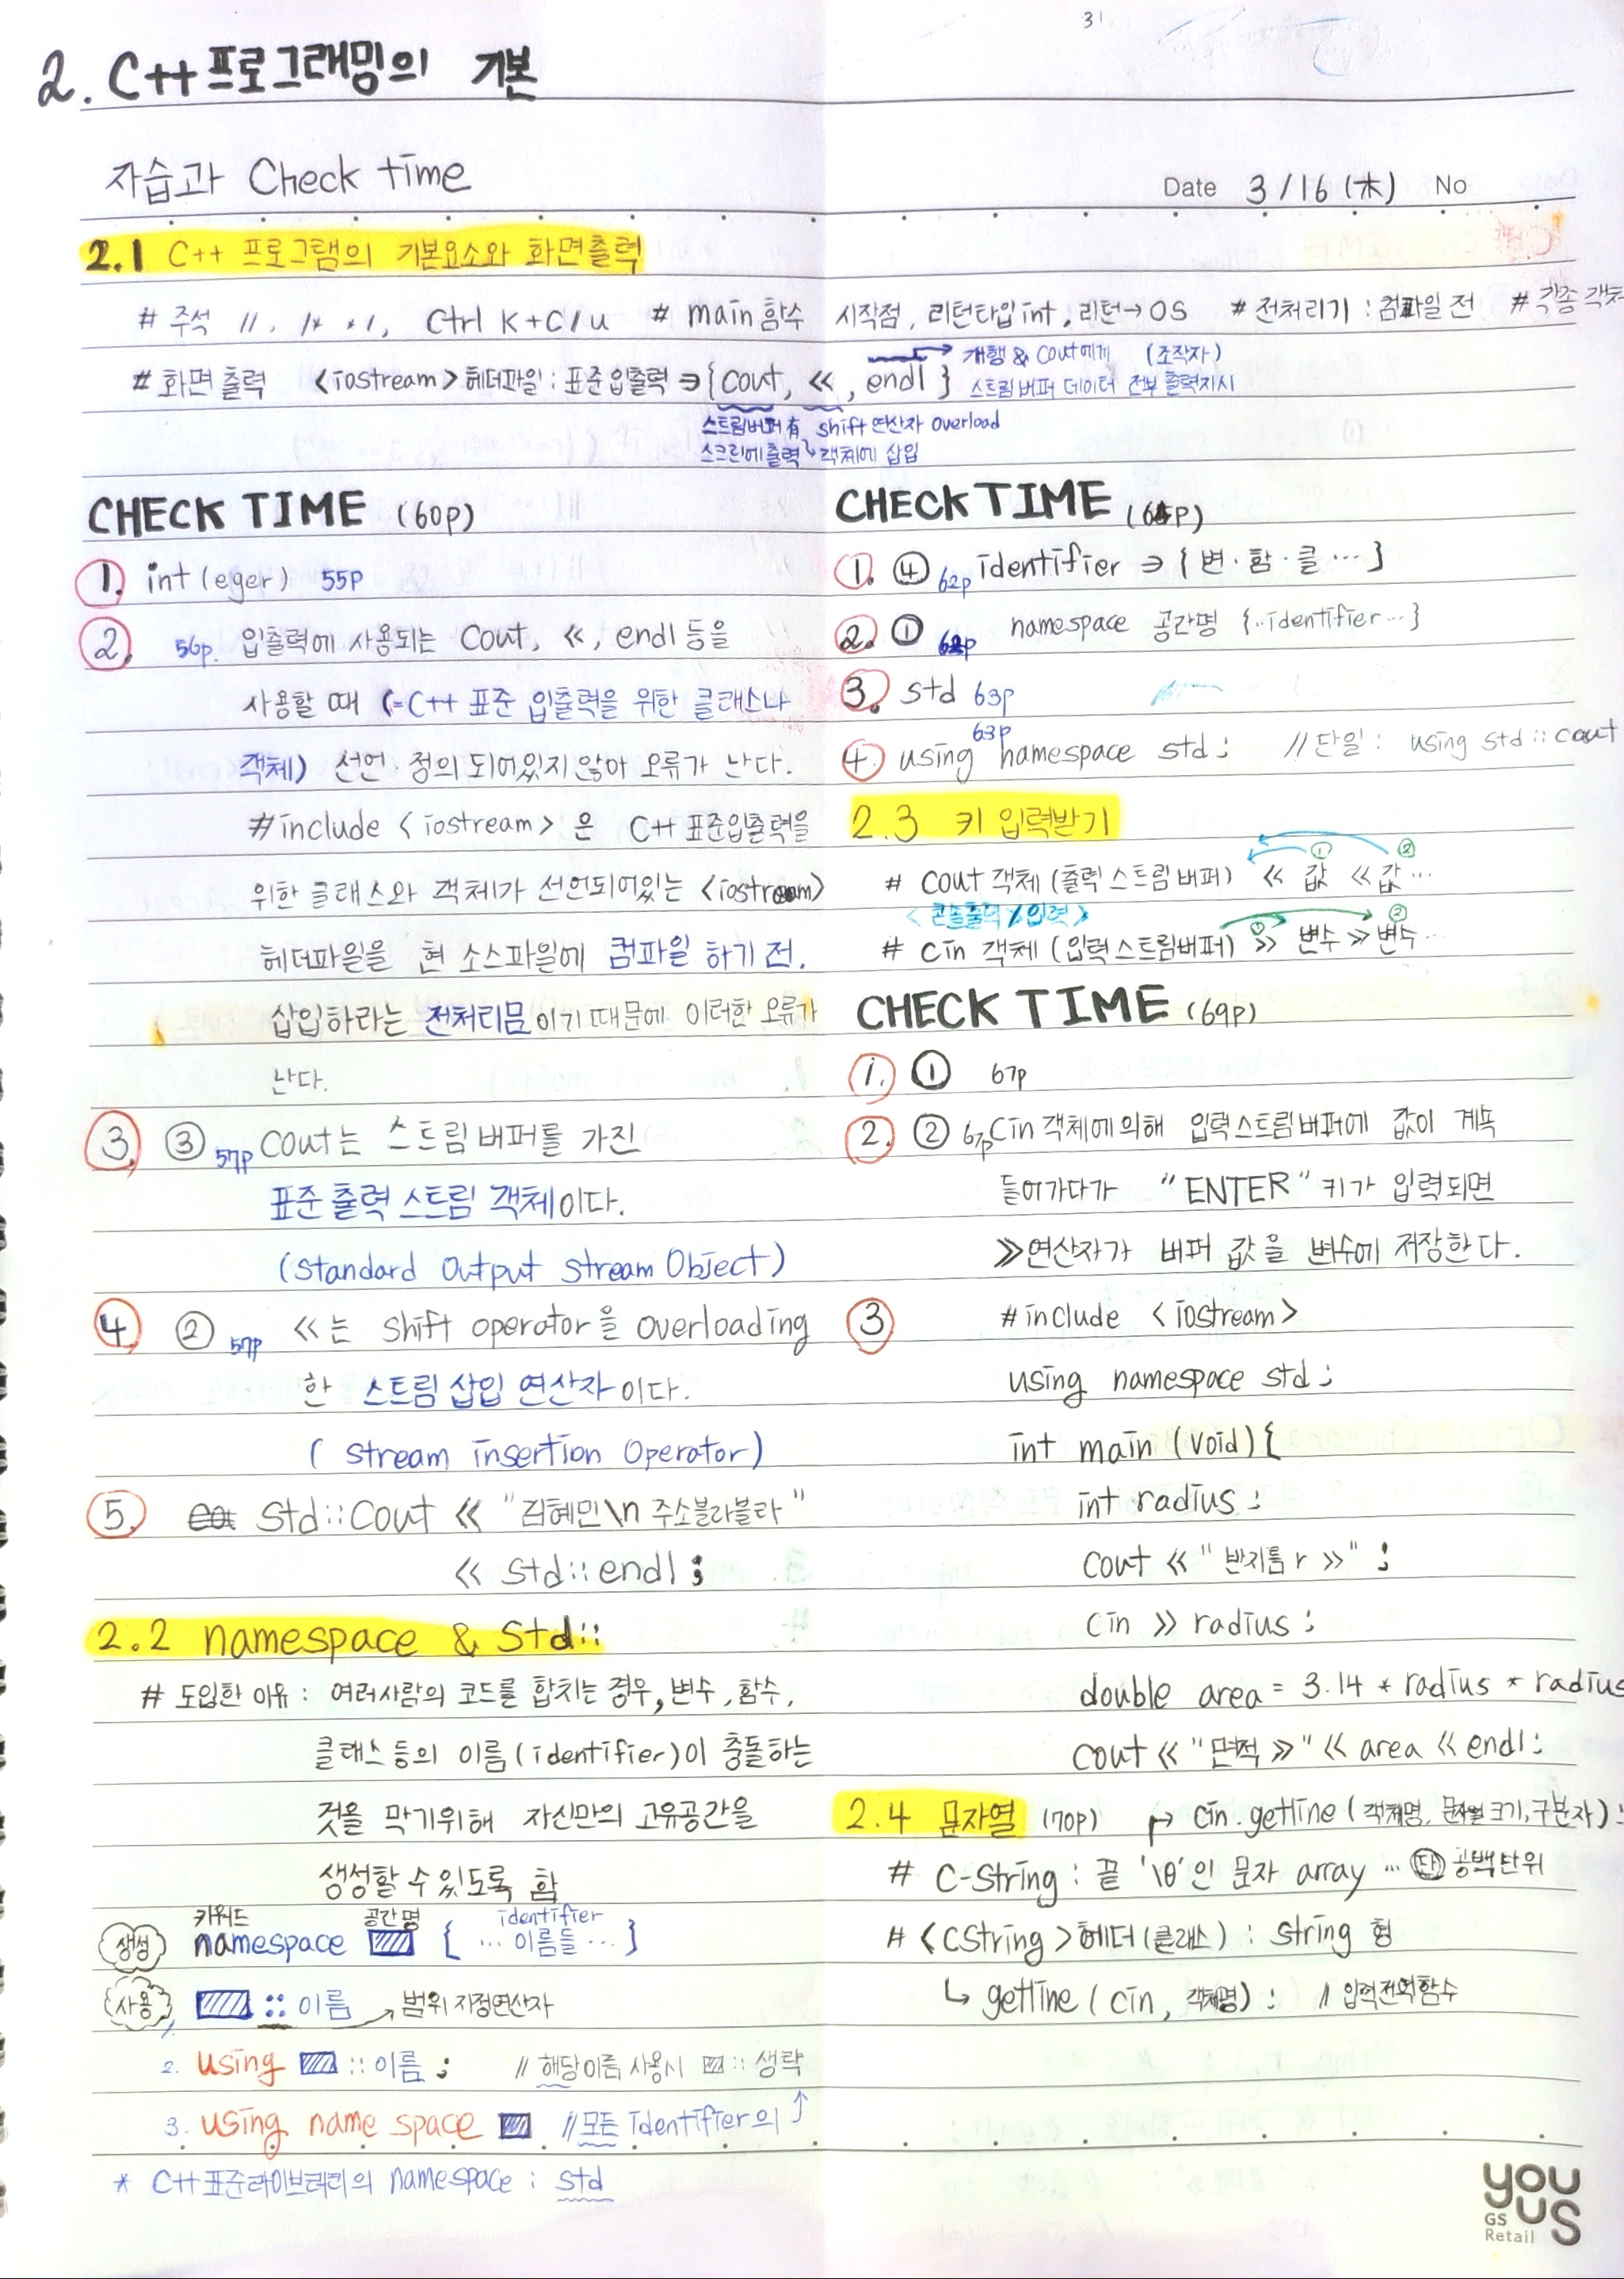 31
2. C++ 프로그래밍의 기본
자습과 Check time
Date 3/16 (木) No
2.1 C++ 프로그램의 기본요소와 화면출력
# 주석 //, /* */, Ctrl K+C/u # main 함수 시작점, 리턴타입 int, 리턴→OS # 전처리기 : 컴파일 전 # 각종 객체
# 화면 출력 <iostream> 헤더파일 : 표준 입출력 ⇒ { cout, <<, endl }
개행 & cout에게 (조작자)
스트림버퍼 데이터 전부 출력지시
스트림버퍼 有 shift 연산자 overload
스크린에 출력 ↳ 객체에 삽입
CHECK TIME (60p)
1. int(eger) 55p
2. 56p. 입출력에 사용되는 cout, <<, endl 등을
사용할 때 (=C++ 표준 입출력을 위한 클래스나
객체) 선언·정의 되어있지 않아 오류가 난다.
#include <iostream> 은 C++ 표준입출력을
위한 클래스와 객체가 선언되어있는 <iostream>
헤더파일을 현 소스파일에 컴파일 하기 전,
삽입하라는 전처리문이기 때문에 이러한 오류가
난다.
3. ③ 57p cout는 스트림 버퍼를 가진
표준 출력 스트림 객체이다.
(Standard Output Stream Object)
4. ② 57p <<는 shift operator을 overloading
한 스트림 삽입 연산자이다.
( stream insertion Operator)
5. std::cout << "김혜민\n 주소블라블라"
<< std::endl;
2.2 namespace & Std::
# 도입한 이유 : 여러사람의 코드를 합치는 경우, 변수, 함수,
클래스 등의 이름(identifier)이 충돌하는
것을 막기위해 자신만의 고유공간을
생성할 수 있도록 함
키워드 공간명 identifier
생성 namespace { ... 이름들 ... }
사용 1. :: 이름 → 범위 지정연산자
2. using :: 이름 ; // 해당이름 사용시 :: 생략
3. using name space // 모든 identifier의 ↑
* C++표준라이브러리의 namespace : std
CHECK TIME (64p)
1. ④ 62p identifier ⇒ { 변·함·클 ... }
2. ① 62p namespace 공간명 {..identifier...}
3. std 63p
63p
4. using namespace std; // 단일 : using std::cout
2.3 키 입력받기
① ②
# cout 객체 (출력 스트림 버퍼) << 값 << 값 ...
< 콘솔출력 / 입력 >
① ②
# cin 객체 (입력 스트림버퍼) >> 변수 >> 변수 ...
CHECK TIME (69p)
1. ① 67p
2. ② 67p cin 객체에 의해 입력스트림버퍼에 값이 계속
들어가다가 "ENTER" 키가 입력되면
>>연산자가 버퍼 값을 변수에 저장한다.
3 #include <iostream>
using namespace std;
int main (void){
int radius;
cout << "반지름 r >>" ;
cin >> radius;
double area = 3.14 * radius * radius
cout << "면적 >>" << area << endl;
2.4 문자열 (70p) ↱ cin.getline (객체명, 문자열 크기, 구분자);
# C-String : 끝 '\0'인 문자 array ... 단 공백단위
# <CString> 헤더(클래스) : string 형
↳ getline (cin, 객체명); // 입력전역함수
you
us
GS
Retail